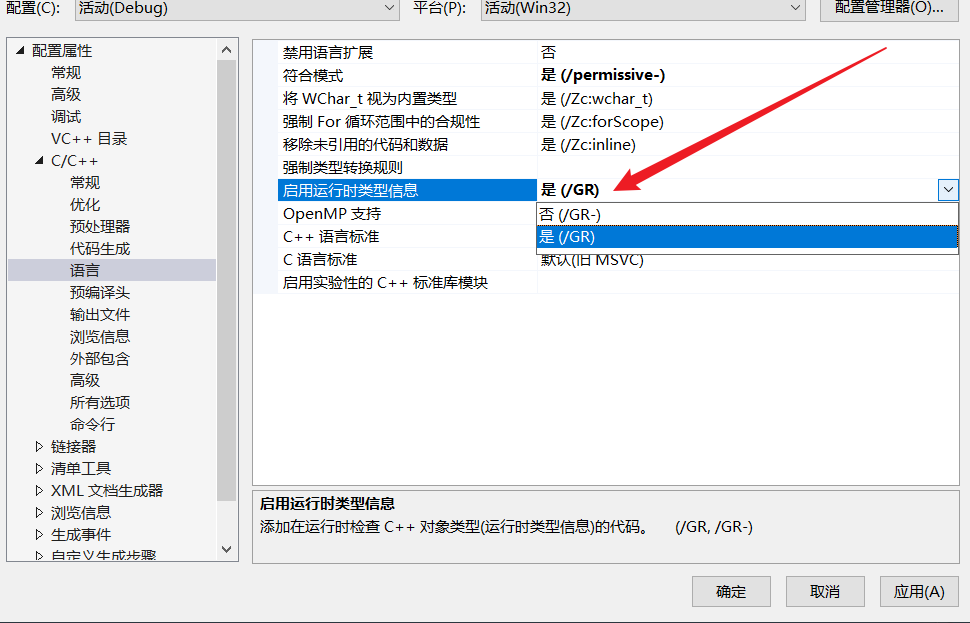 配置(C): 活动(Debug) 平台(P): 活动(Win32) 配置管理器(O)...
配置属性
常规
高级
调试
VC++ 目录
C/C++
常规
优化
预处理器
代码生成
语言
预编译头
输出文件
浏览信息
外部包含
高级
所有选项
命令行
链接器
清单工具
XML 文档生成器
浏览信息
生成事件
自定义生成步骤
禁用语言扩展 否
符合模式 是 (/permissive-)
将 WChar_t 视为内置类型 是 (/Zc:wchar_t)
强制 For 循环范围中的合规性 是 (/Zc:forScope)
移除未引用的代码和数据 是 (/Zc:inline)
强制类型转换规则
启用运行时类型信息 是 (/GR)
OpenMP 支持 否 (/GR-)
C++ 语言标准 是 (/GR)
C 语言标准 默认(旧 MSVC)
启用实验性的 C++ 标准库模块
启用运行时类型信息
添加在运行时检查 C++ 对象类型(运行时类型信息)的代码。 (/GR, /GR-)
确定 取消 应用(A)